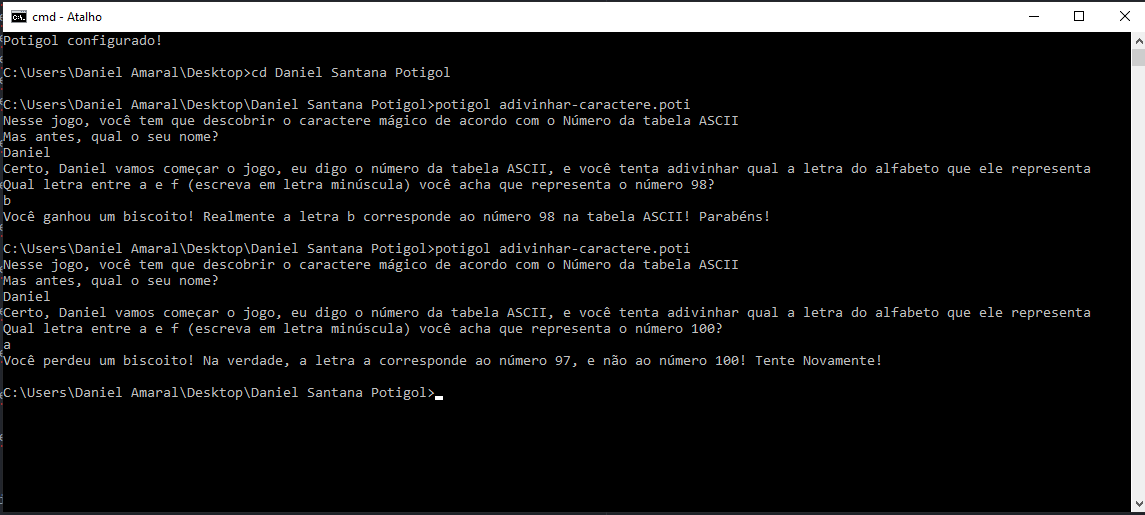 cmd - Atalho
Potigol configurado!
C:\Users\Daniel Amaral\Desktop>cd Daniel Santana Potigol
C:\Users\Daniel Amaral\Desktop\Daniel Santana Potigol>potigol adivinhar-caractere.poti
Nesse jogo, você tem que descobrir o caractere mágico de acordo com o Número da tabela ASCII
Mas antes, qual o seu nome?
Daniel
Certo, Daniel vamos começar o jogo, eu digo o número da tabela ASCII, e você tenta adivinhar qual a letra do alfabeto que ele representa
Qual letra entre a e f (escreva em letra minúscula) você acha que representa o número 98?
b
Você ganhou um biscoito! Realmente a letra b corresponde ao número 98 na tabela ASCII! Parabéns!
C:\Users\Daniel Amaral\Desktop\Daniel Santana Potigol>potigol adivinhar-caractere.poti
Nesse jogo, você tem que descobrir o caractere mágico de acordo com o Número da tabela ASCII
Mas antes, qual o seu nome?
Daniel
Certo, Daniel vamos começar o jogo, eu digo o número da tabela ASCII, e você tenta adivinhar qual a letra do alfabeto que ele representa
Qual letra entre a e f (escreva em letra minúscula) você acha que representa o número 100?
a
Você perdeu um biscoito! Na verdade, a letra a corresponde ao número 97, e não ao número 100! Tente Novamente!
C:\Users\Daniel Amaral\Desktop\Daniel Santana Potigol>